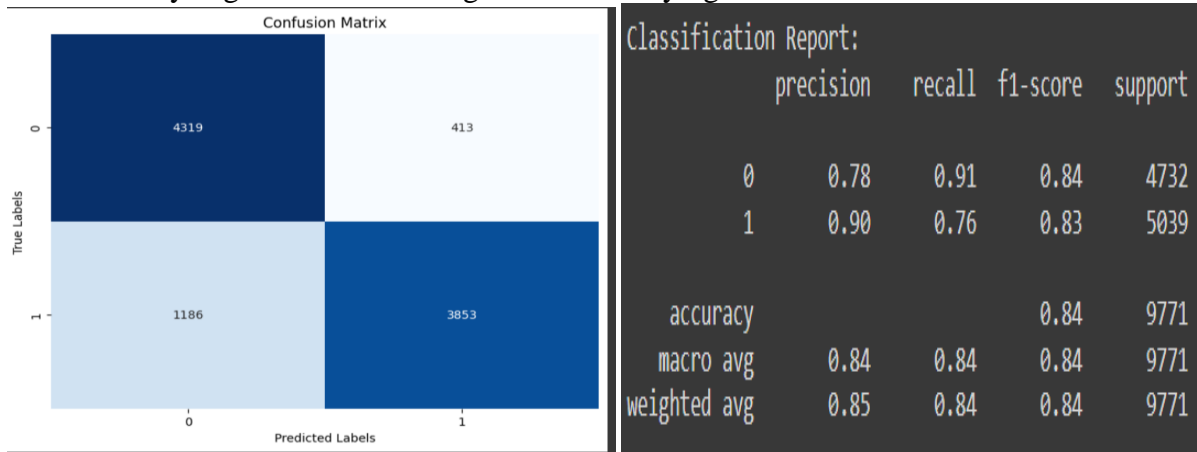 Confusion Matrix
True Labels
0
4319
413
1
1186
3853
0
1
Predicted Labels
Classification Report:
precision recall f1-score support
0 0.78 0.91 0.84 4732
1 0.90 0.76 0.83 5039
accuracy 0.84 9771
macro avg 0.84 0.84 0.84 9771
weighted avg 0.85 0.84 0.84 9771